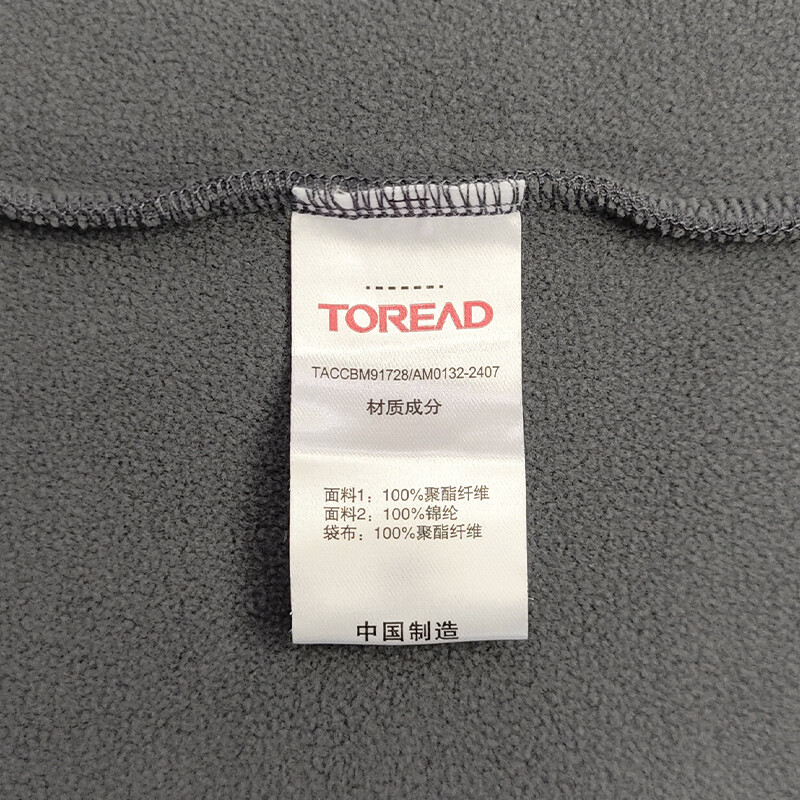 TOREAD
TACCBM91728/AM0132-2407
材质成分
面料1：100%聚酯纤维
面料2：100%锦纶
袋布：100%聚酯纤维
中国制造